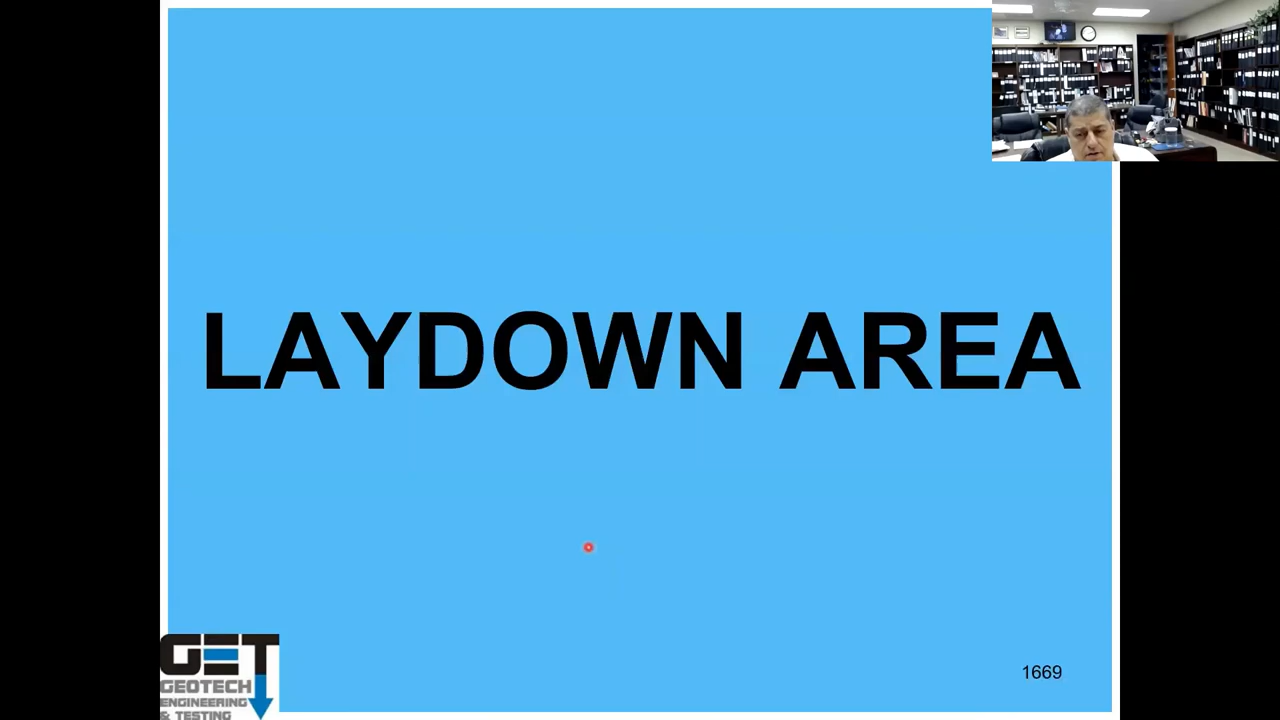 LAYDOWN AREA
GET
GEOTECH
ENGINEERING
& TESTING
1669